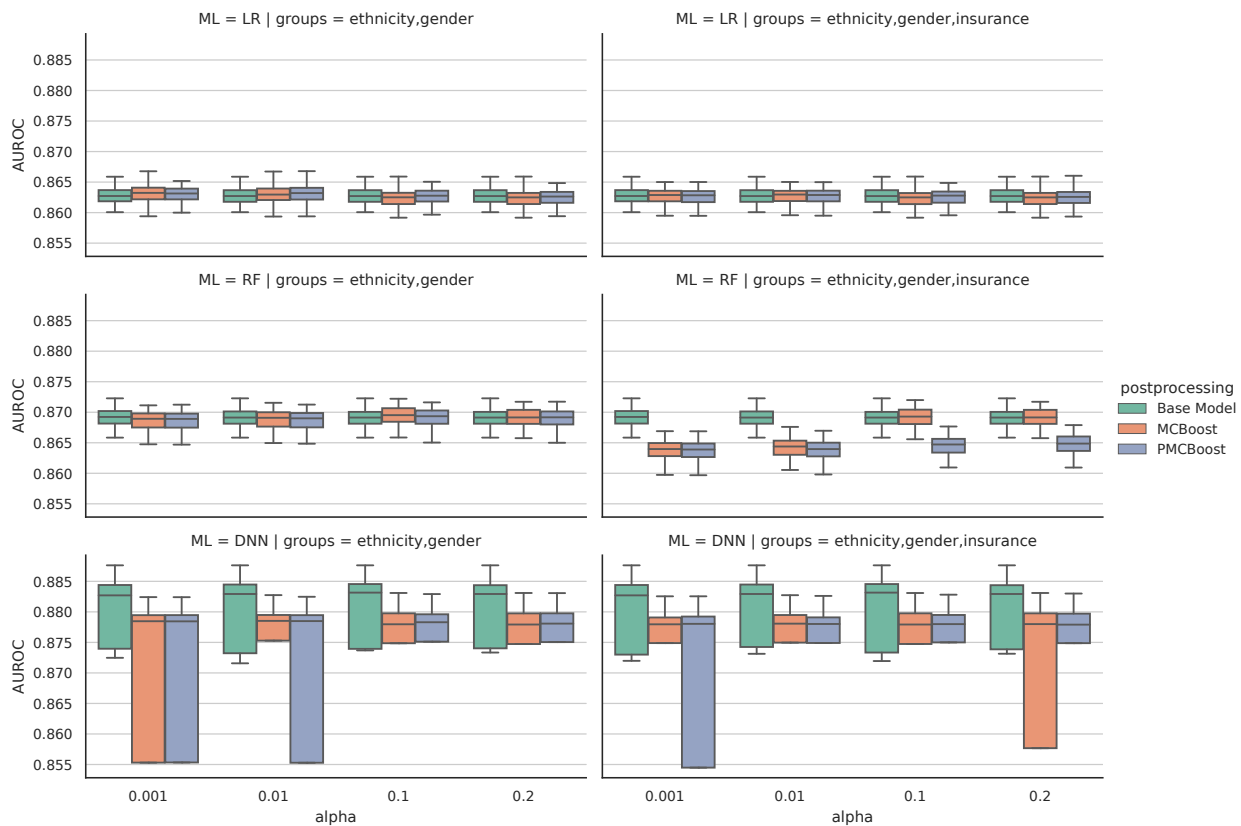 ML = LR | groups = ethnicity,gender
ML = LR | groups = ethnicity,gender,insurance
0.885
0.880
0.875
0.870
0.865
0.860
0.855
AUROC
ML = RF | groups = ethnicity,gender
ML = RF | groups = ethnicity,gender,insurance
0.885
0.880
0.875
0.870
0.865
0.860
0.855
AUROC
postprocessing
Base Model
MCBoost
PMCBoost
ML = DNN | groups = ethnicity,gender
ML = DNN | groups = ethnicity,gender,insurance
0.885
0.880
0.875
0.870
0.865
0.860
0.855
AUROC
0.001 0.01 0.1 0.2
alpha
0.001 0.01 0.1 0.2
alpha